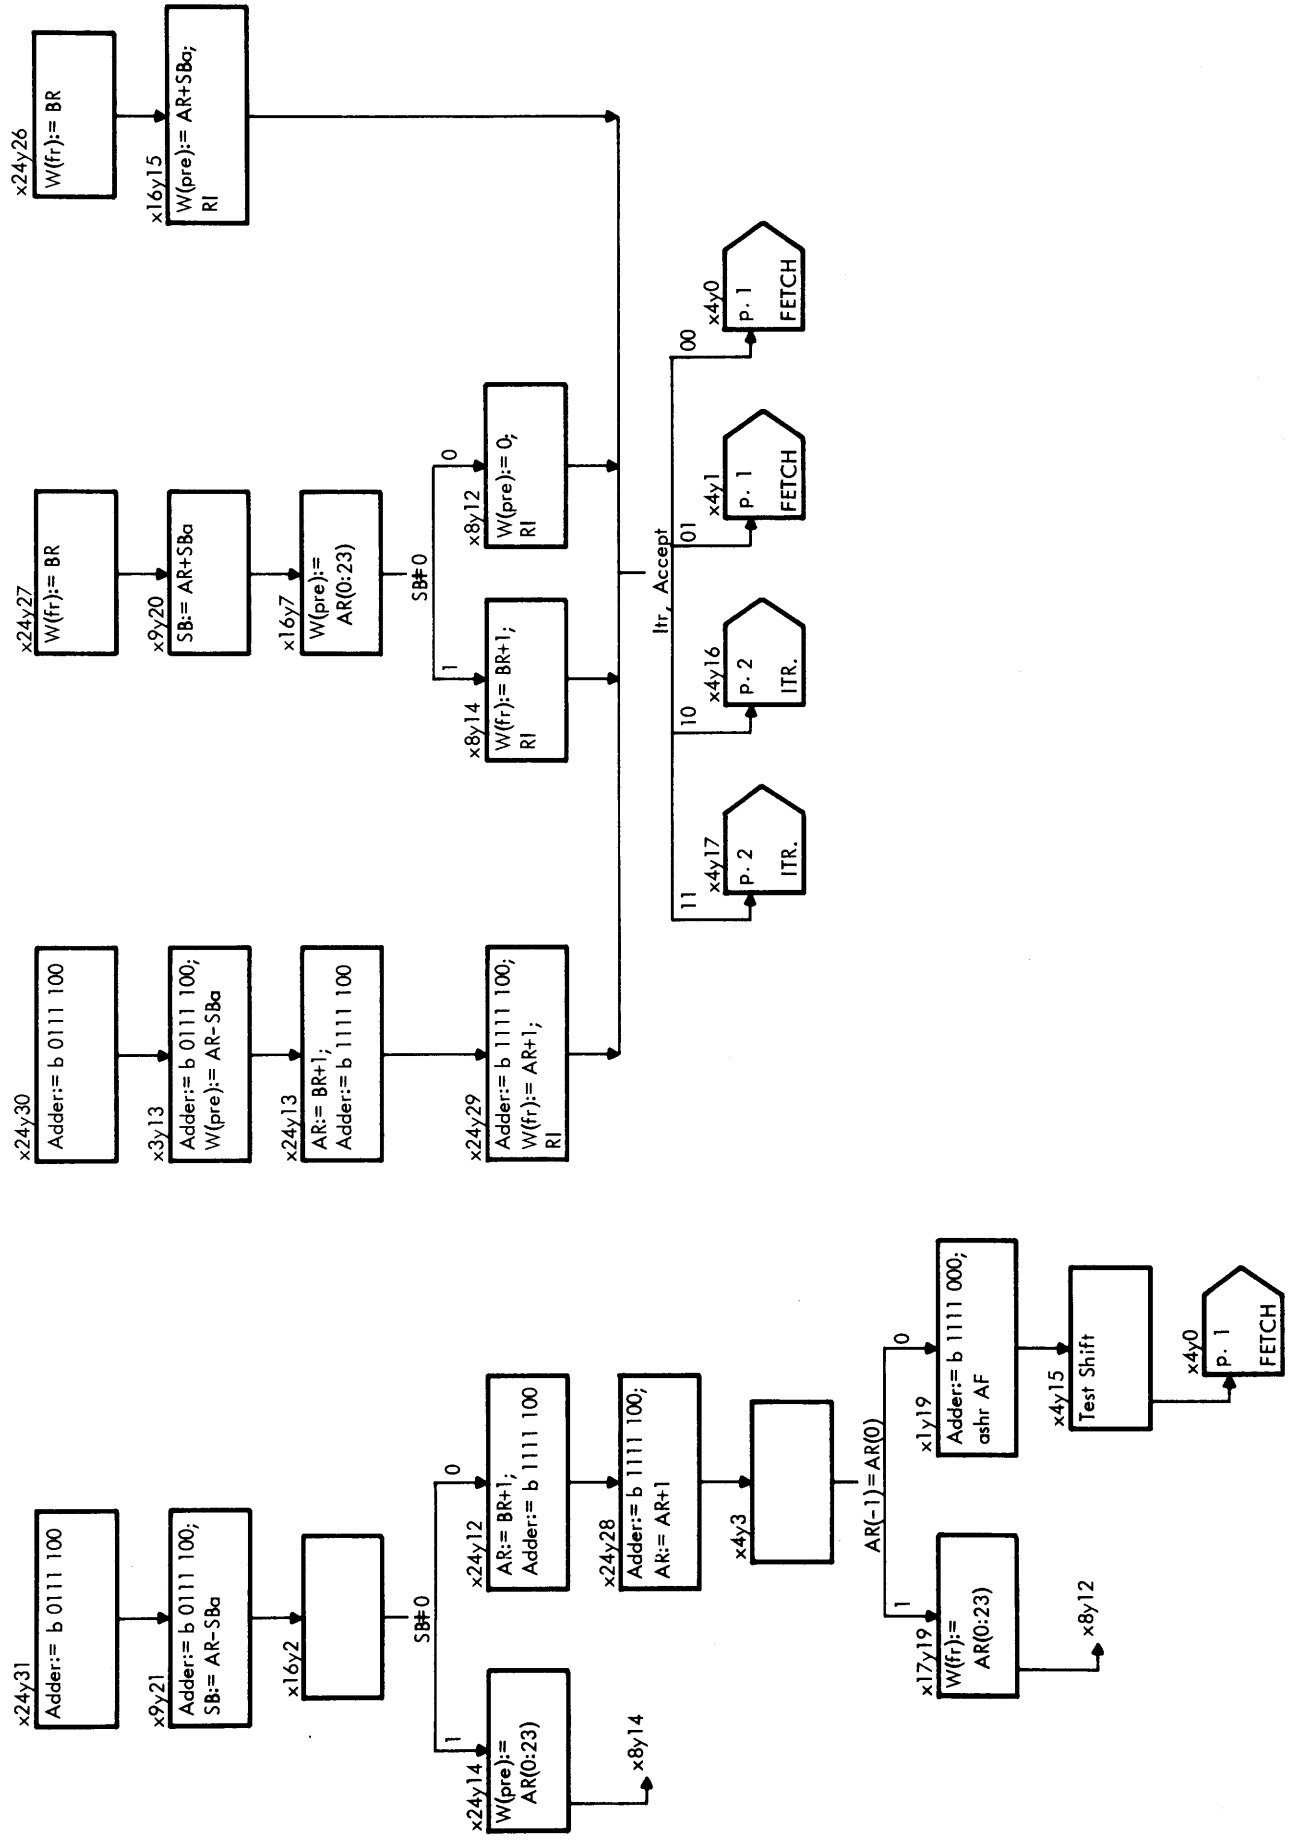 x24y31
Adder:= b 0111 100
x9y21
Adder:= b 0111 100;
SB:= AR-SBa
x16y2
SB≠0
1
0
x24y14
W(pre):=
AR(0:23)
x8y14
x24y12
AR:= BR+1;
Adder:= b 1111 100
x24y28
Adder:= b 1111 100;
AR:= AR+1
x4y3
AR(-1) = AR(0)
1
0
x17y19
W(fr):=
AR(0:23)
x8y12
x1y19
Adder:= b 1111 000;
ashr AF
x4y15
Test Shift
x4y0
p. 1
FETCH
x24y30
Adder:= b 0111 100
x3y13
Adder:= b 0111 100;
W(pre):= AR-SBa
x24y13
AR:= BR+1;
Adder:= b 1111 100
x24y29
Adder:= b 1111 100;
W(fr):= AR+1;
RI
x24y27
W(fr):= BR
x9y20
SB:= AR+SBa
x16y7
W(pre):=
AR(0:23)
SB≠0
1
0
x8y14
W(fr):= BR+1;
RI
x8y12
W(pre):= 0;
RI
x24y26
W(fr):= BR
x16y15
W(pre):= AR+SBa;
RI
Itr, Accept
11
10
01
00
x4y17
p. 2
ITR.
x4y16
p. 2
ITR.
x4y1
p. 1
FETCH
x4y0
p. 1
FETCH